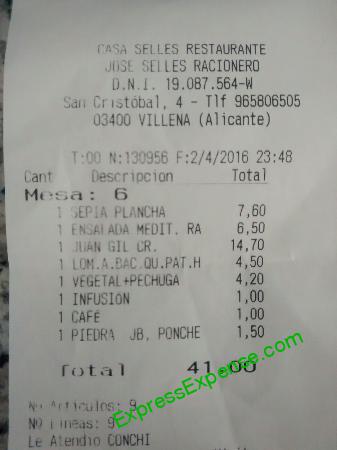 CASA SELLES RESTAURANTE
JOSE SELLES RACIONERO
D.N.I. 19.087.564-W
San Cristóbal, 4 - Tlf 965806505
03400 VILLENA (Alicante)
T:00 N:130956 F:2/4/2016 23:48
Cant Descripcion Total
Mesa: 6
1 SEPIA PLANCHA 7,60
1 ENSALADA MEDIT. RA 6,50
1 JUAN GIL CR. 14,70
1 LOM.A.BAC.QU.PAT.H 4,50
1 VEGETAL+PECHUGA 4,20
1 INFUSIÓN 1,00
1 CAFÉ 1,00
1 PIEDRA JB, PONCHE 1,50
Total 41,00
No Artículos: 9
NO Lineas: 9
Le Atendio CONCHI
ExpressExpense.com